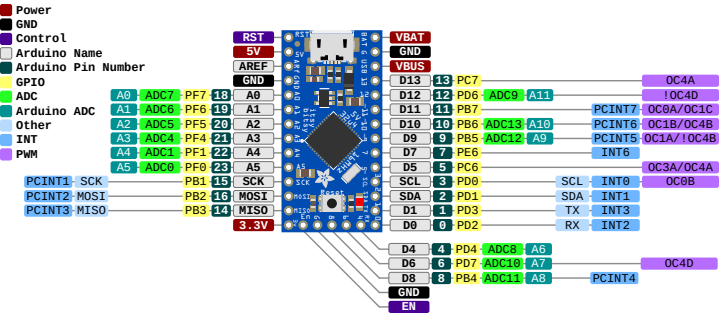 Power
GND
Control
Arduino Name
Arduino Pin Number
GPIO
ADC
Arduino ADC
Other
INT
PWM
RST
5V
AREF
GND
A0 ADC7 PF7 18 A0
A1 ADC6 PF6 19 A1
A2 ADC5 PF5 20 A2
A3 ADC4 PF4 21 A3
A4 ADC1 PF1 22 A4
A5 ADC0 PF0 23 A5
PCINT1 SCK PB1 15 SCK
PCINT2 MOSI PB2 16 MOSI
PCINT3 MISO PB3 14 MISO
3.3V
VBAT
GND
VBUS
D13 13 PC7 OC4A
D12 12 PD6 ADC9 A11 !OC4D
D11 11 PB7 PCINT7 OC0A/OC1C
D10 10 PB6 ADC13 A10 PCINT6 OC1B/OC4B
D9 9 PB5 ADC12 A9 PCINT5 OC1A/!OC4B
D7 7 PE6 INT6
D5 5 PC6 OC3A/OC4A
SCL 3 PD0 SCL INT0 OC0B
SDA 2 PD1 SDA INT1
D1 1 PD3 TX INT3
D0 0 PD2 RX INT2
D4 4 PD4 ADC8 A6
D6 6 PD7 ADC10 A7 OC4D
D8 8 PB4 ADC11 A8 PCINT4
GND
EN
Reset